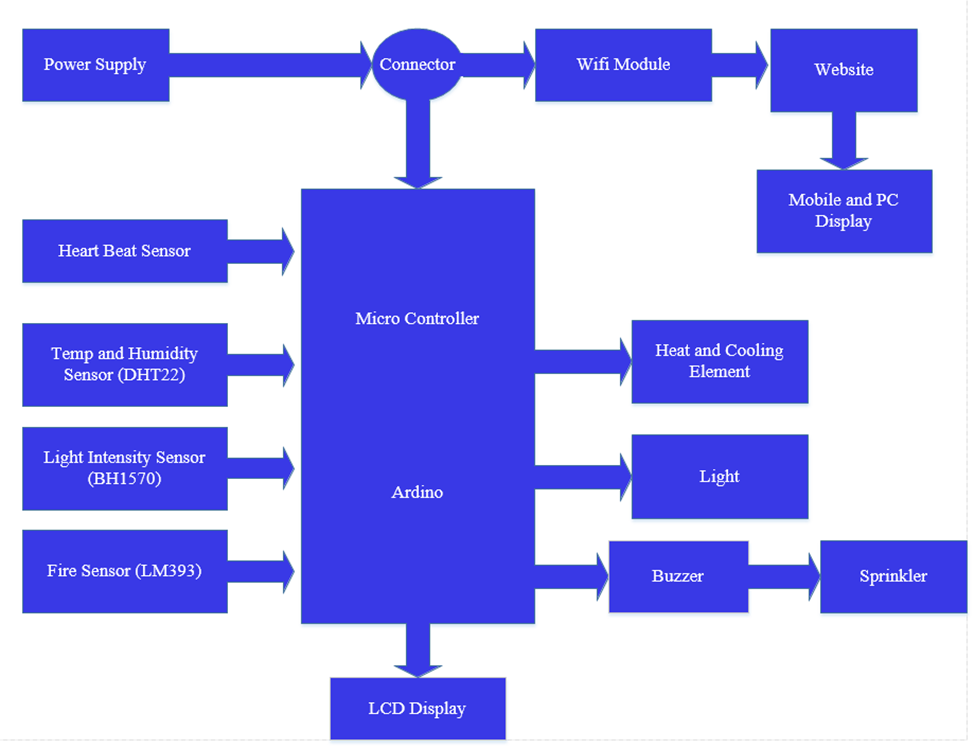 Power Supply
Connector
Wifi Module
Website
Mobile and PC
Display
Heart Beat Sensor
Micro Controller
Temp and Humidity
Sensor (DHT22)
Heat and Cooling
Element
Light Intensity Sensor
(BH1570)
Ardino
Light
Fire Sensor (LM393)
Buzzer
Sprinkler
LCD Display